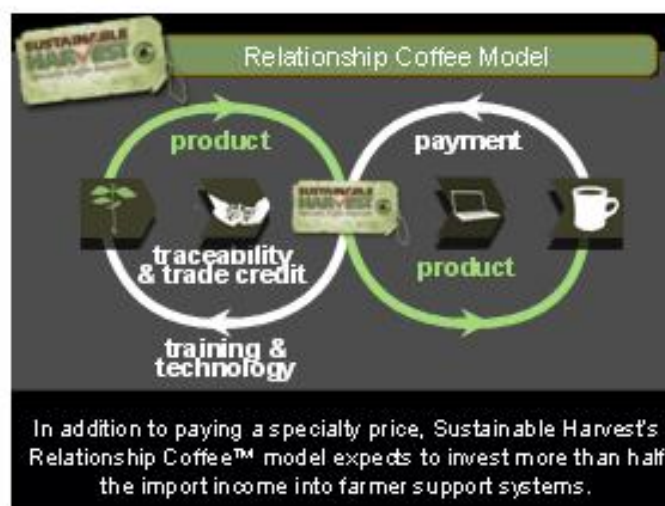 SUSTAINABLE
HARVEST
Relationship Coffee Model
product
payment
SUSTAINABLE
HARVEST
traceability
& trade credit
product
training &
technology
In addition to paying a specialty price, Sustainable Harvest's
Relationship Coffee™ model expects to invest more than half
the import income into farmer support systems.